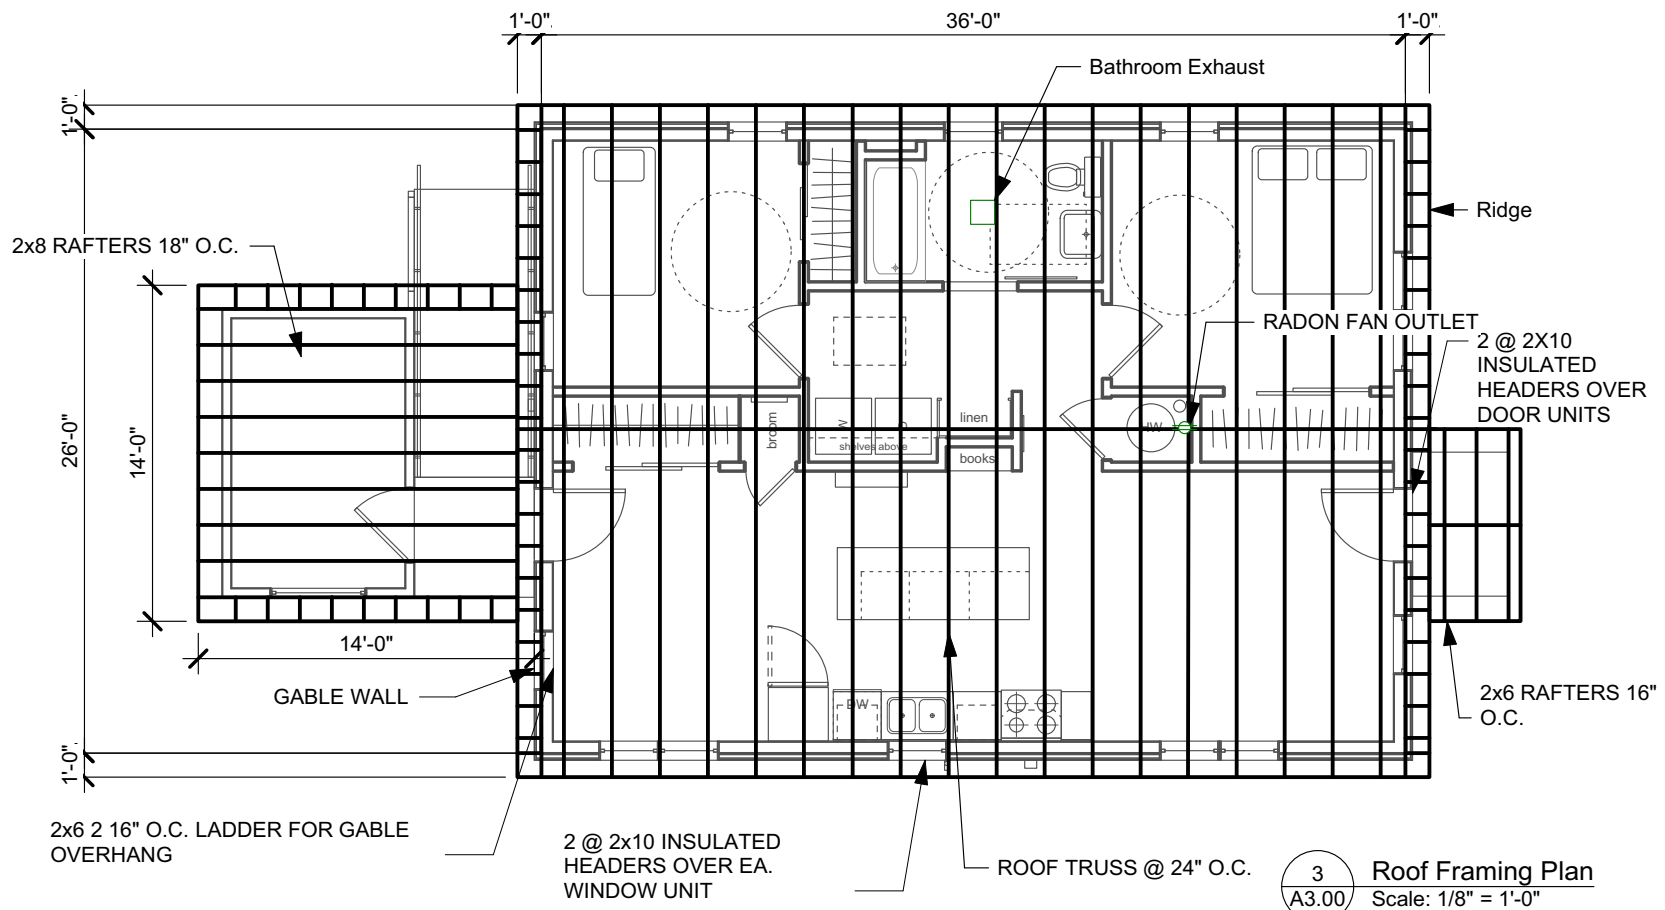 1'-0"
36'-0"
1'-0"
Bathroom Exhaust
1'-0"
Ridge
2x8 RAFTERS 18" O.C.
RADON FAN OUTLET
2 @ 2X10
INSULATED
HEADERS OVER
DOOR UNITS
26'-0"
14'-0"
broom
linen
shelves above
books
14'-0"
GABLE WALL
2x6 RAFTERS 16"
O.C.
DW
1'-0"
2x6 2 16" O.C. LADDER FOR GABLE
OVERHANG
2 @ 2x10 INSULATED
HEADERS OVER EA.
WINDOW UNIT
ROOF TRUSS @ 24" O.C.
3
A3.00
Roof Framing Plan
Scale: 1/8" = 1'-0"